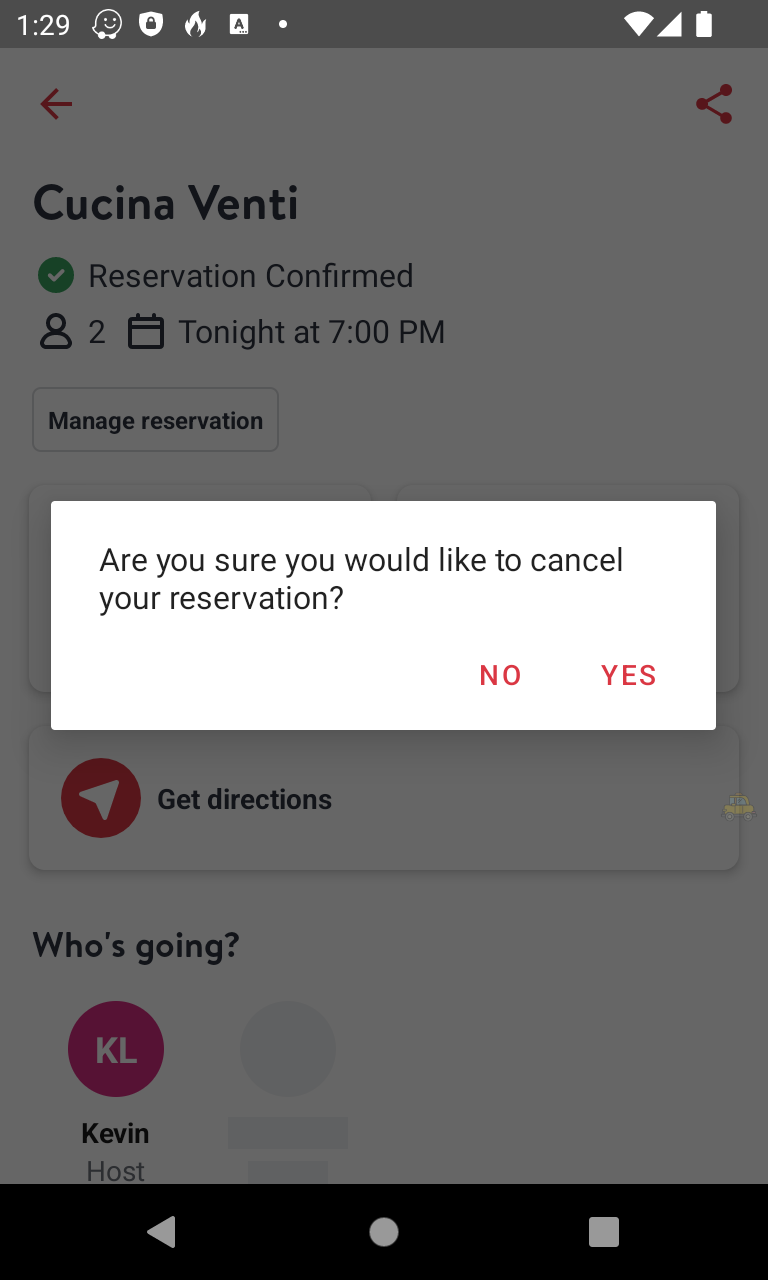 1:29
Cucina Venti
Reservation Confirmed
2 Tonight at 7:00 PM
Manage reservation
Are you sure you would like to cancel
your reservation?
NO YES
Get directions
Who's going?
KL
Kevin
Host